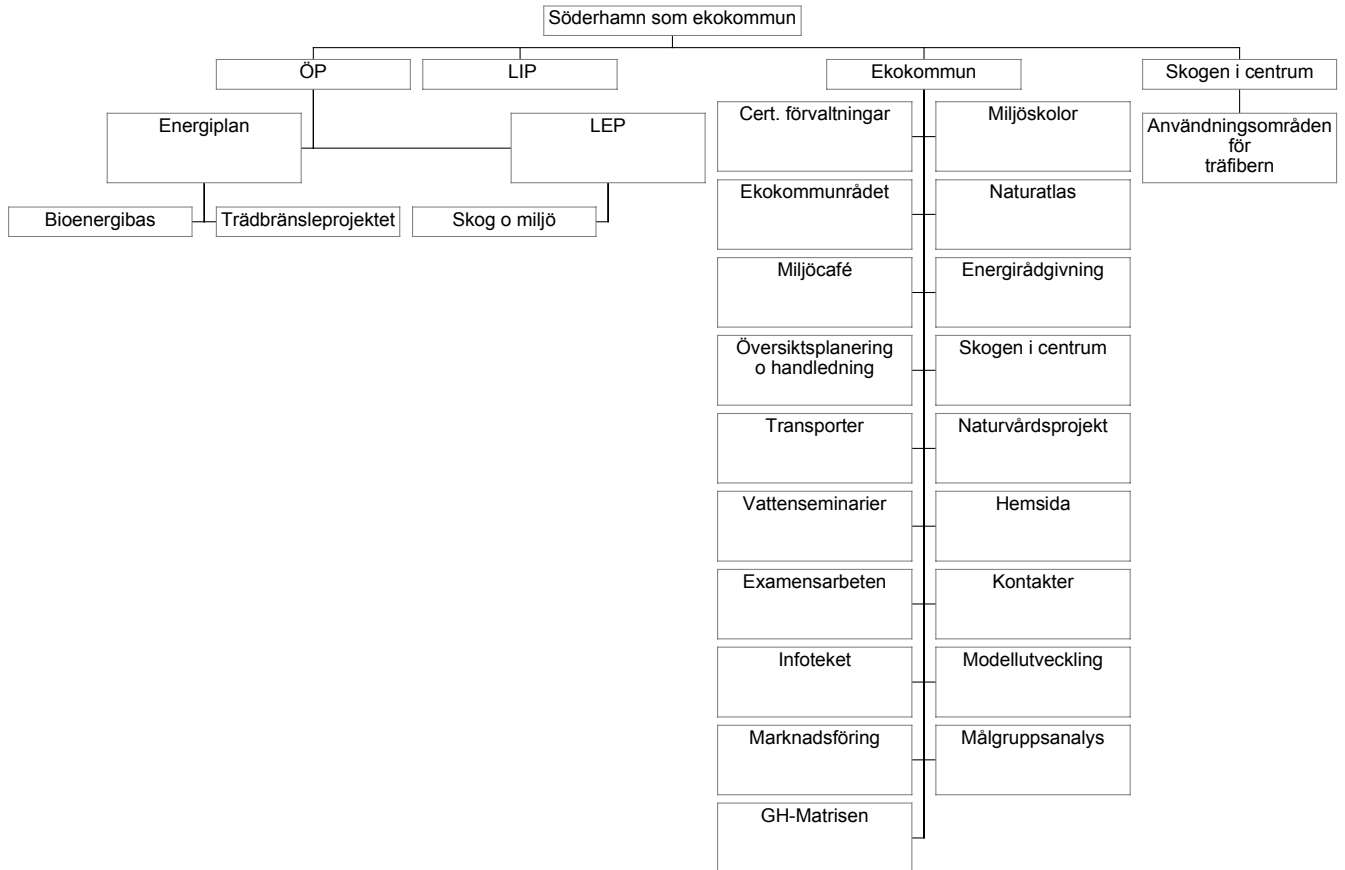 Söderhamn som ekokommun
ÖP
LIP
Ekokommun
Skogen i centrum
Energiplan
LEP
Bioenergibas
Trädbränsleprojektet
Skog o miljö
Cert. förvaltningar
Miljöskolor
Ekokommunrådet
Naturatlas
Miljöcafé
Energirådgivning
Översiktsplanering
o handledning
Skogen i centrum
Transporter
Naturvårdsprojekt
Vattenseminarier
Hemsida
Examensarbeten
Kontakter
Infoteket
Modellutveckling
Marknadsföring
Målgruppsanalys
GH-Matrisen
Användningsområden
för
träfibern